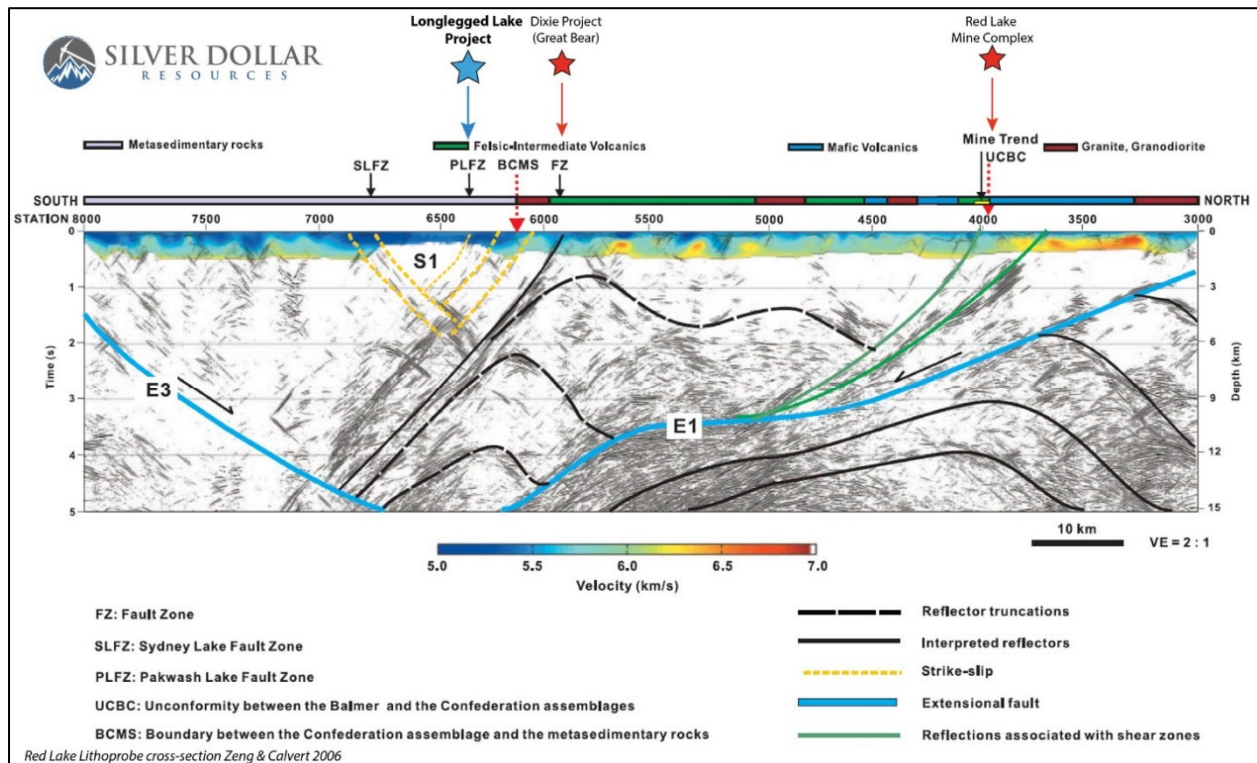 Longlegged Lake
Project
Dixie Project
(Great Bear)
Red Lake
Mine Complex
SILVER DOLLAR
RESOURCES
Metasedimentary rocks
Felsic-Intermediate Volcanics
Mafic Volcanics
Mine Trend
Granite, Granodiorite
SLFZ
PLFZ
BCMS
FZ
UCBC
SOUTH
NORTH
STATION 8000 7500 7000 6500 6000 5500 5000 4500 4000 3500 3000
0 0
S1
1 3
2 6
Time (s)
Depth (km)
E3
3 9
E1
4 12
5 15
10 km
VE = 2 : 1
5.0 5.5 6.0 6.5 7.0
Velocity (km/s)
FZ: Fault Zone
SLFZ: Sydney Lake Fault Zone
PLFZ: Pakwash Lake Fault Zone
UCBC: Unconformity between the Balmer and the Confederation assemblages
BCMS: Boundary between the Confederation assemblage and the metasedimentary rocks
Reflector truncations
Interpreted reflectors
Strike-slip
Extensional fault
Reflections associated with shear zones
Red Lake Lithoprobe cross-section Zeng & Calvert 2006